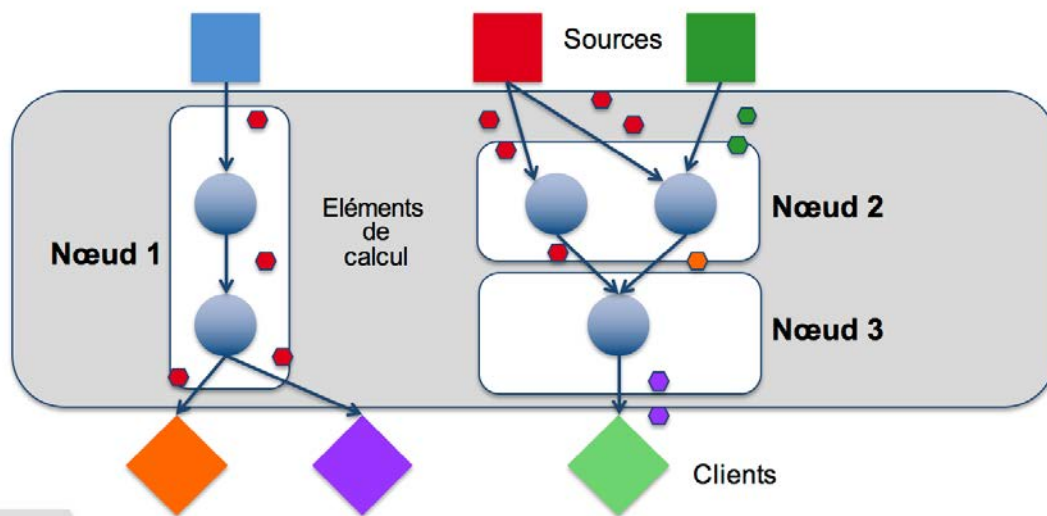 Sources
Eléments
de
calcul
Nœud 1
Nœud 2
Nœud 3
Clients